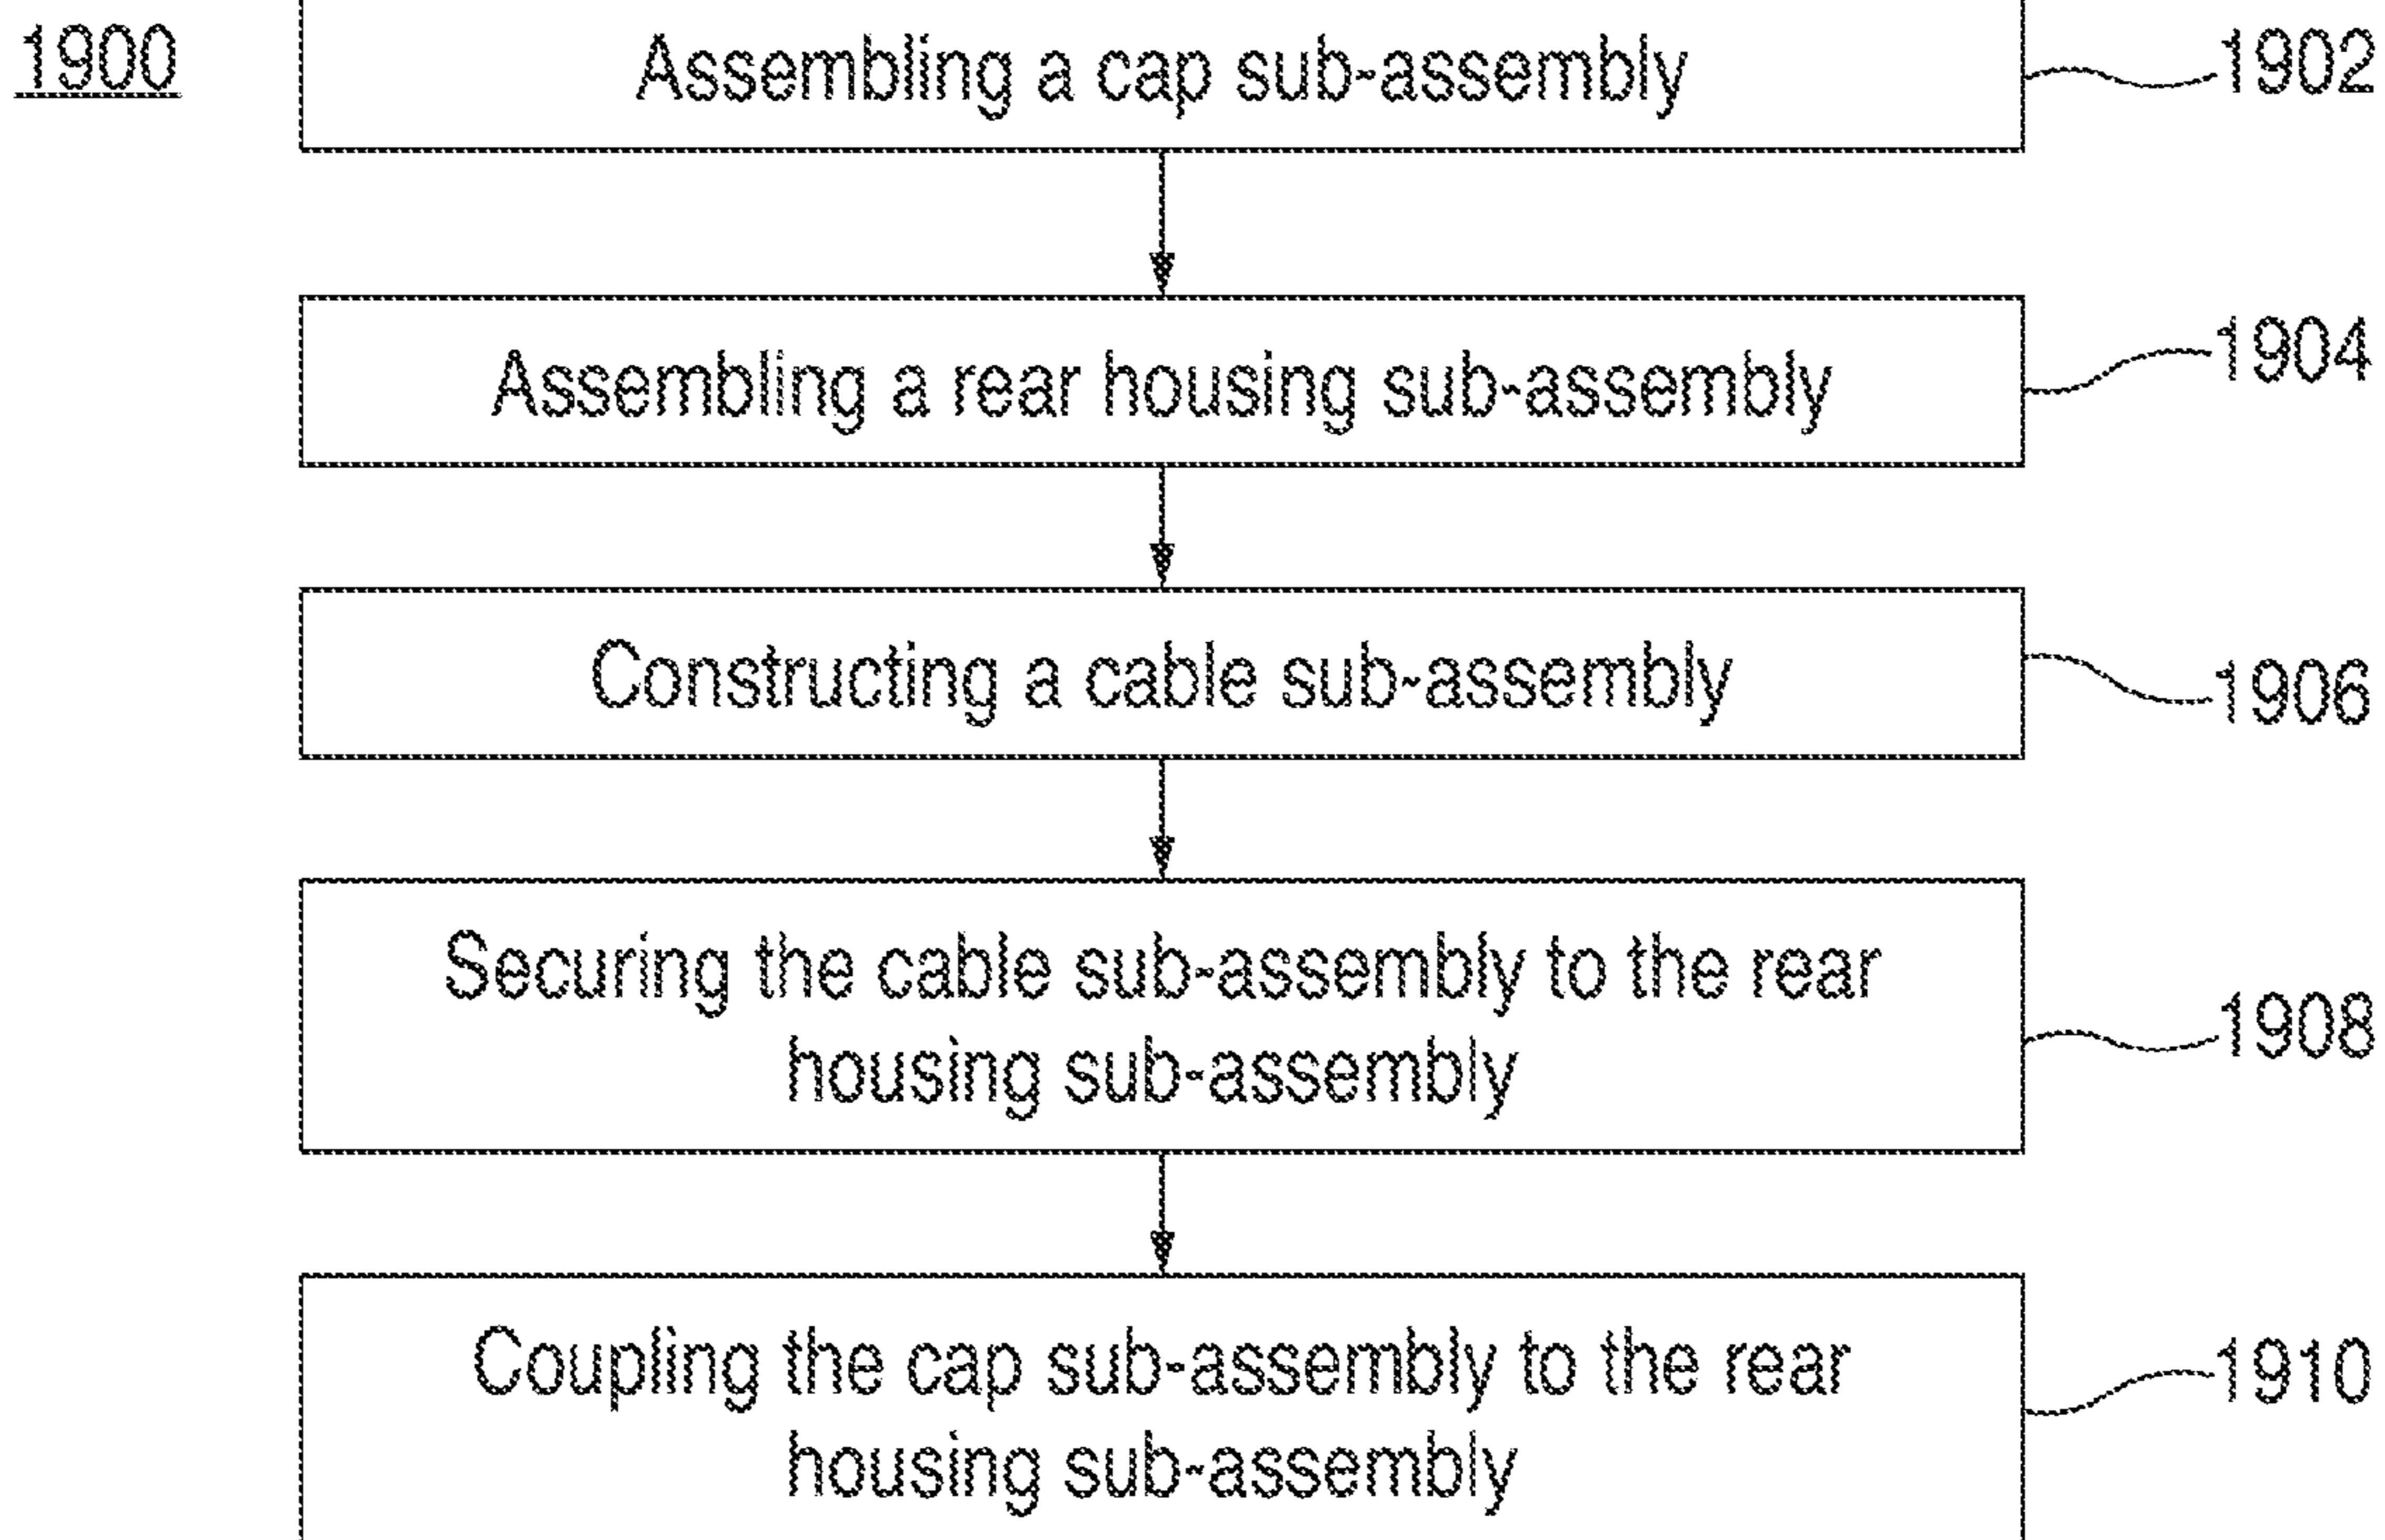 1900
Assembling a cap sub-assembly
1902
Assembling a rear housing sub-assembly
1904
Constructing a cable sub-assembly
1906
Securing the cable sub-assembly to the rear
housing sub-assembly
1908
Coupling the cap sub-assembly to the rear
housing sub-assembly
1910